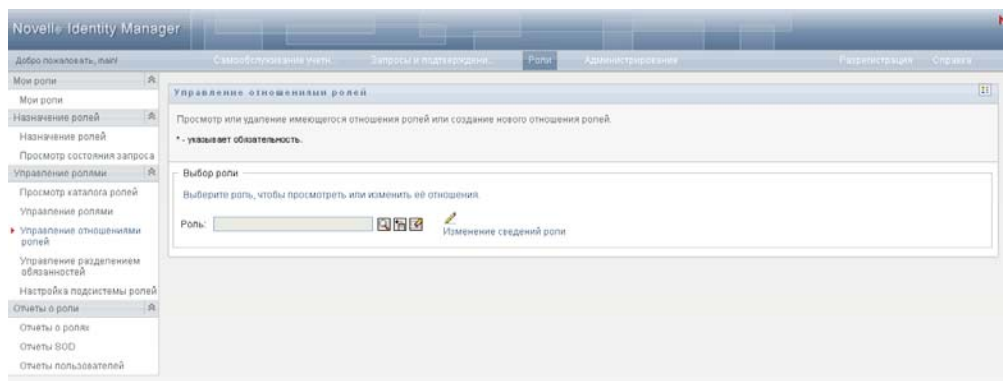 Novell® Identity Manager
N
Добро пожаловать, main!
Самообслуживание учетн...
Запросы и подтверждени...
Роли
Администрирование
Разрегистрация
Справка
Мои роли
Мои роли
Назначение ролей
Назначение ролей
Просмотр состояния запроса
Управление ролями
Просмотр каталога ролей
Управление ролями
Управление отношениями
ролей
Управление разделением
обязанностей
Настройка подсистемы ролей
Отчеты о роли
Отчеты о ролях
Отчеты SOD
Отчеты пользователей
Управление отношениями ролей
Просмотр или удаление имеющегося отношения ролей или создание нового отношения ролей.
* - указывает обязательность.
Выбор роли
Выберите роль, чтобы просмотреть или изменить её отношения.
Роль:
Изменение сведений роли